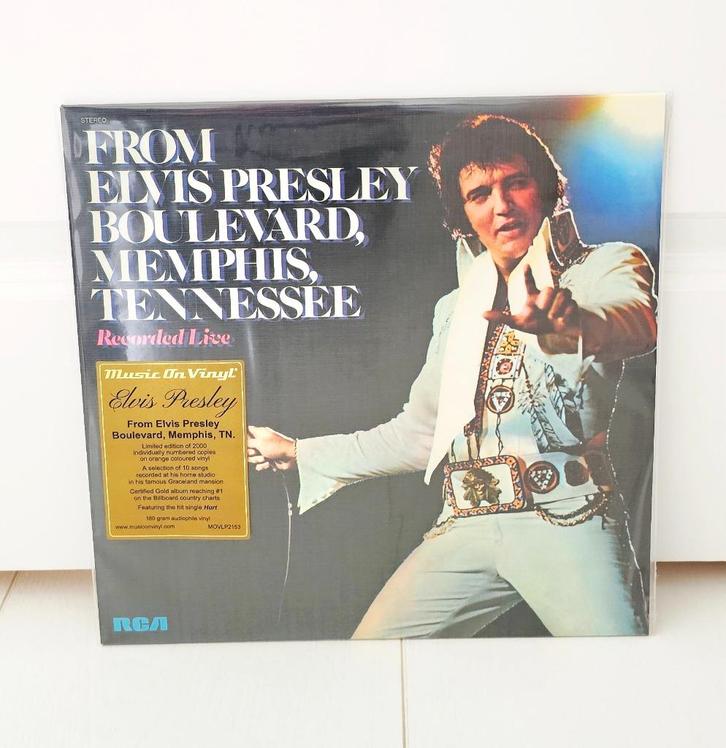 STEREO
FROM
ELVIS PRESLEY
BOULEVARD,
MEMPHIS,
TENNESSEE
Recorded Live
Music On Vinyl
Elvis Presley
From Elvis Presley
Boulevard, Memphis, TN.
Limited edition of 2000
individually numbered copies
on orange coloured vinyl
A selection of 10 songs
recorded at his home studio
in his famous Graceland mansion
Certified Gold album reaching #1
on the Billboard country charts
Featuring the hit single Hurt
180 gram audiophile vinyl
www.musiconvinyl.com MOVLP2153
RCA